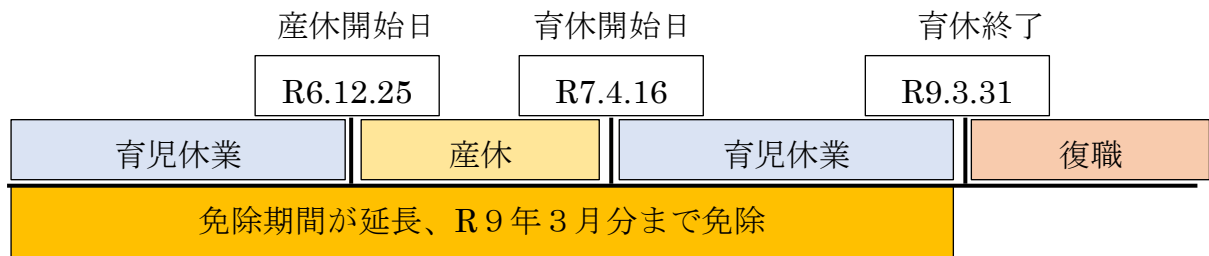 産休開始日 育休開始日 育休終了
R6.12.25 R7.4.16 R9.3.31
育児休業 産休 育児休業 復職
免除期間が延長、R９年３月分まで免除